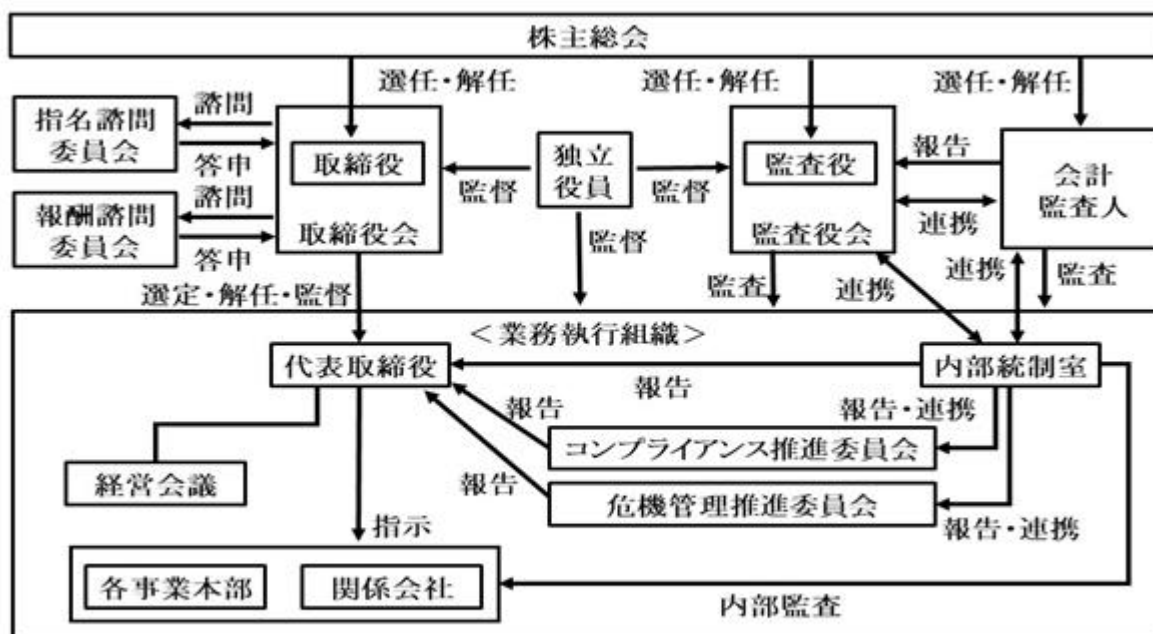 株主総会
選任・解任
選任・解任
選任・解任
指名諮問
委員会
諮問
答申
取締役
取締役会
監督
独立
役員
監督
監督
監査役
監査役会
報告
連携
会計
監査人
報酬諮問
委員会
諮問
答申
選定・解任・監督
監査
連携
連携
監査
<業務執行組織>
代表取締役
報告
内部統制室
報告
報告・連携
コンプライアンス推進委員会
経営会議
報告
危機管理推進委員会
指示
報告・連携
各事業本部
関係会社
内部監査